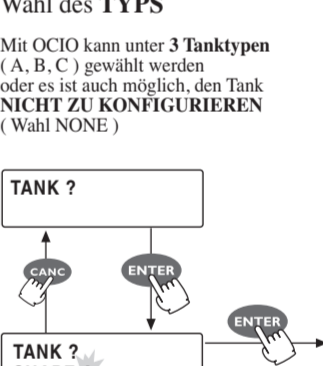 Wahl des TYPS
Mit OCIO kann unter 3 Tanktypen
( A, B, C ) gewählt werden
oder es ist auch möglich, den Tank
NICHT ZU KONFIGURIEREN
( Wahl NONE )
TANK ?
CANC
ENTER
ENTER
TANK ?